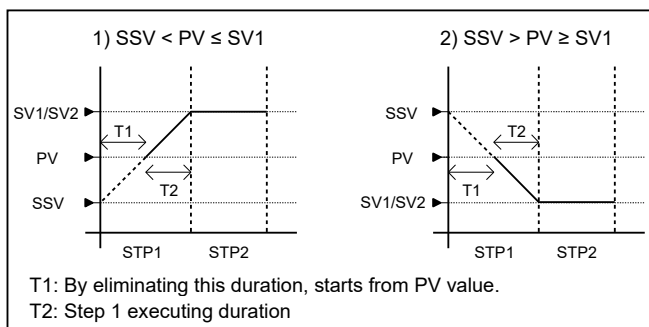 1) SSV < PV ≤ SV1
SV1/SV2
T1
PV
T2
SSV
STP1 STP2
2) SSV > PV ≥ SV1
SSV
T2
PV
T1
SV1/SV2
STP1 STP2
T1: By eliminating this duration, starts from PV value.
T2: Step 1 executing duration